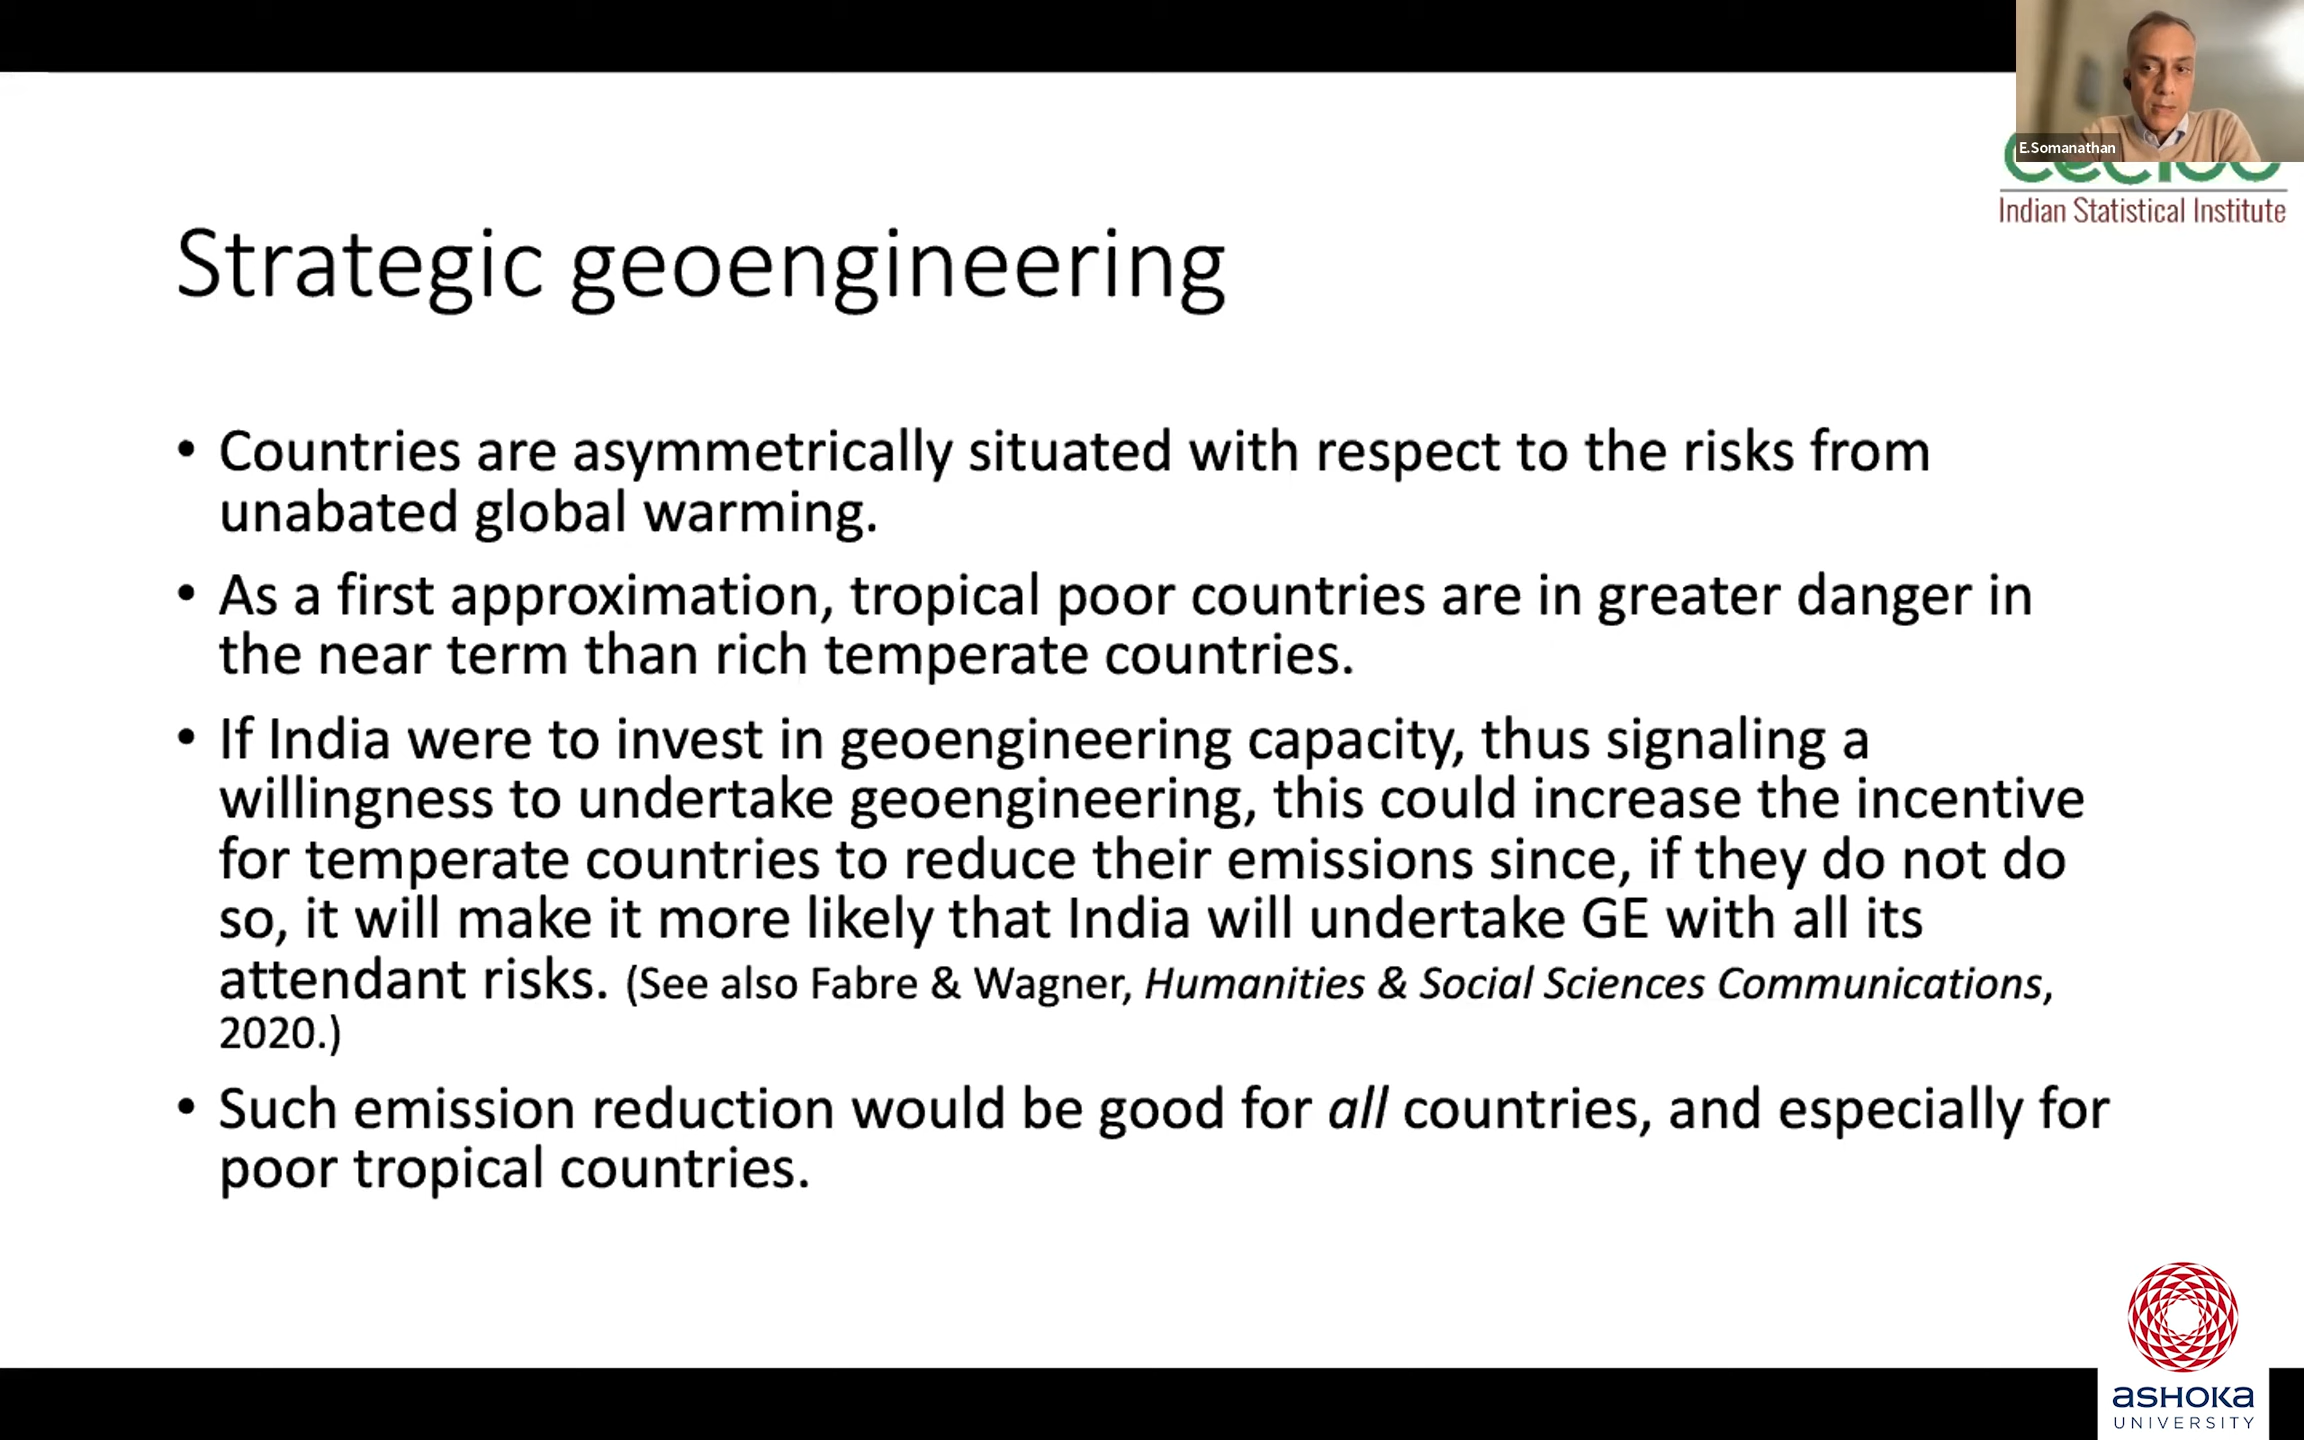 E.Somanathan
Indian Statistical Institute
Strategic geoengineering
• Countries are asymmetrically situated with respect to the risks from
unabated global warming.
• As a first approximation, tropical poor countries are in greater danger in
the near term than rich temperate countries.
• If India were to invest in geoengineering capacity, thus signaling a
willingness to undertake geoengineering, this could increase the incentive
for temperate countries to reduce their emissions since, if they do not do
so, it will make it more likely that India will undertake GE with all its
attendant risks. (See also Fabre & Wagner, Humanities & Social Sciences Communications,
2020.)
• Such emission reduction would be good for all countries, and especially for
poor tropical countries.
ASHOKA
UNIVERSITY